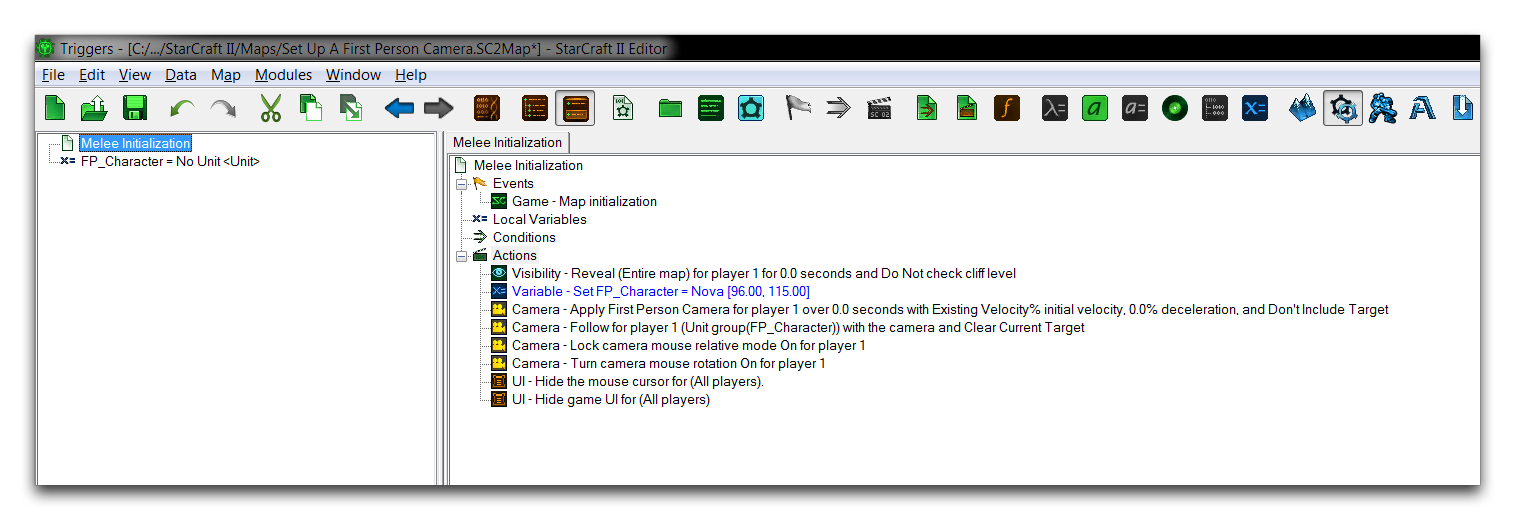 Triggers - [C:/.../StarCraft II/Maps/Set Up A First Person Camera.SC2Map*] - StarCraft II Editor
File Edit View Data Map Modules Window Help
Melee Initialization
FP_Character = No Unit <Unit>
Melee Initialization
Melee Initialization
Events
Game - Map initialization
Local Variables
Conditions
Actions
Visibility - Reveal (Entire map) for player 1 for 0.0 seconds and Do Not check cliff level
Variable - Set FP_Character = Nova [96.00, 115.00]
Camera - Apply First Person Camera for player 1 over 0.0 seconds with Existing Velocity% initial velocity, 0.0% deceleration, and Don't Include Target
Camera - Follow for player 1 (Unit group(FP_Character)) with the camera and Clear Current Target
Camera - Lock camera mouse relative mode On for player 1
Camera - Turn camera mouse rotation On for player 1
UI - Hide the mouse cursor for (All players).
UI - Hide game UI for (All players)